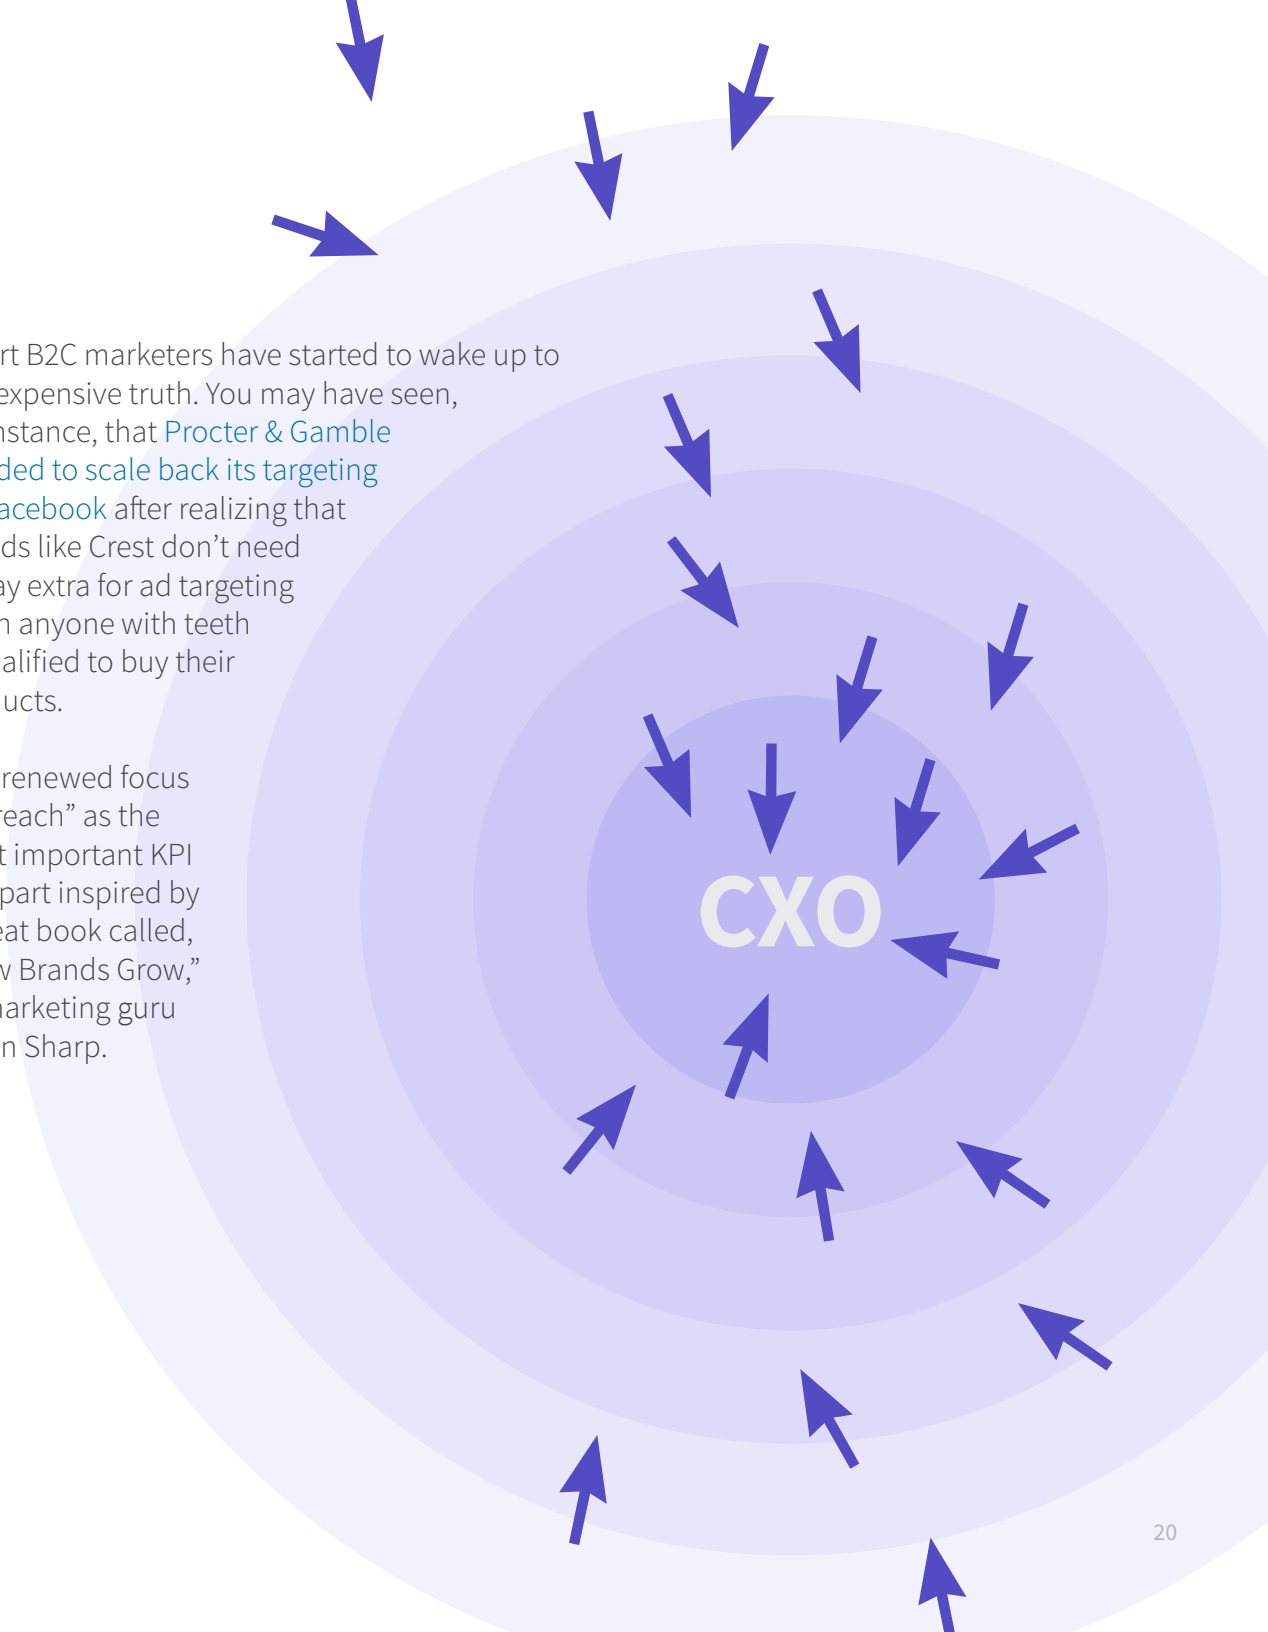 rt B2C marketers have started to wake up to
expensive truth. You may have seen,
nstance, that Procter & Gamble
ded to scale back its targeting
acebook after realizing that
ds like Crest don’t need
ay extra for ad targeting
n anyone with teeth
alified to buy their
ucts.
renewed focus
reach” as the
t important KPI
part inspired by
eat book called,
w Brands Grow,”
narketing guru
n Sharp.
CXO
20